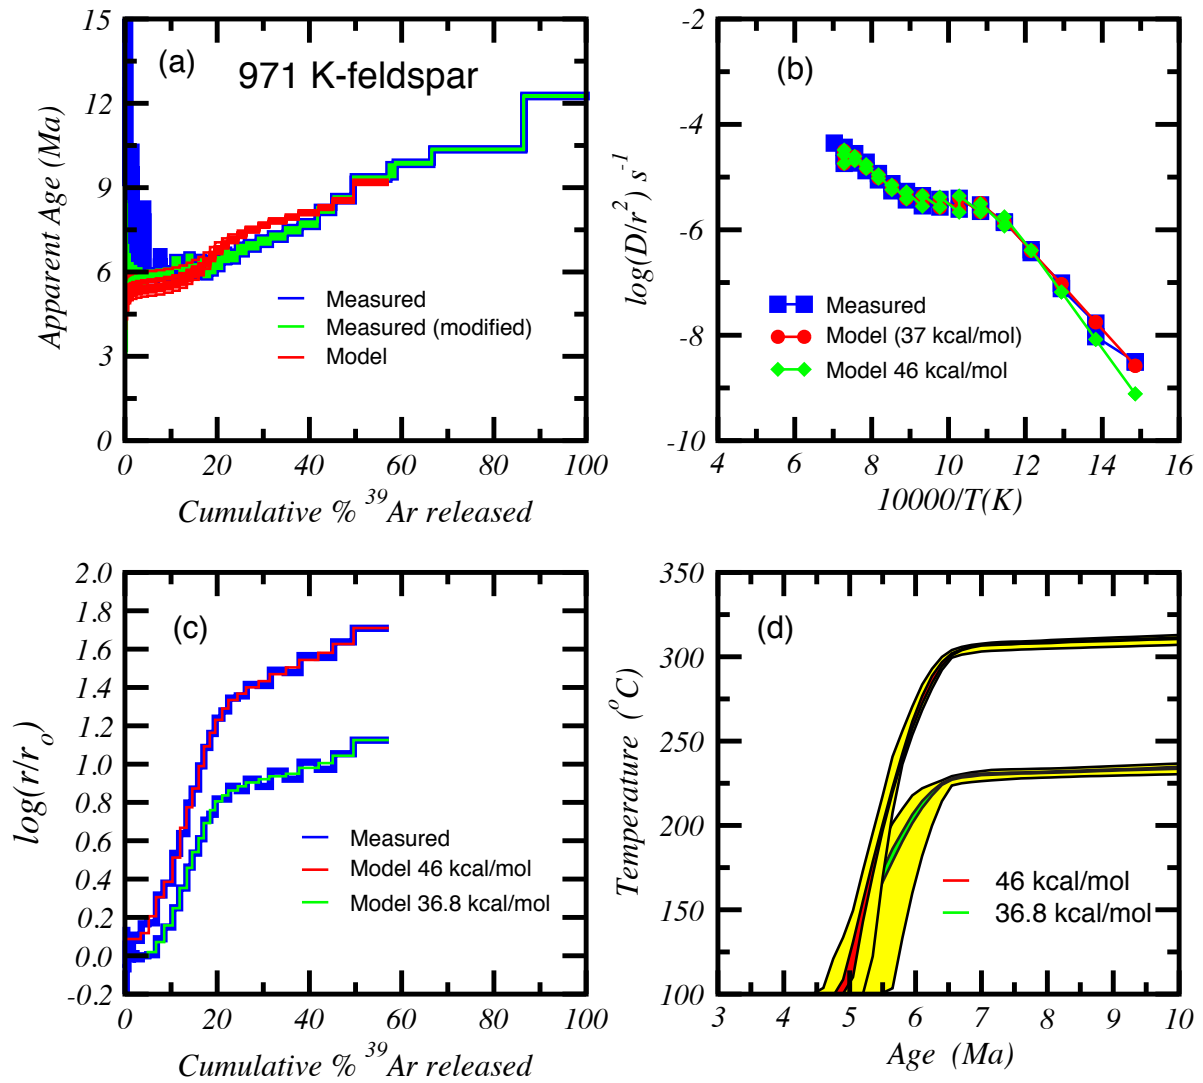 (a)
971 K-feldspar
15
12
9
6
3
0
Apparent Age (Ma)
Measured
Measured (modified)
Model
0 20 40 60 80 100
Cumulative % ³⁹Ar released
(b)
-2
-4
-6
-8
-10
log(D/r²) s⁻¹
Measured
Model (37 kcal/mol)
Model 46 kcal/mol
4 6 8 10 12 14 16
10000/T(K)
(c)
2.0
1.8
1.6
1.4
1.2
1.0
0.8
0.6
0.4
0.2
0.0
-0.2
log(r/rₒ)
Measured
Model 46 kcal/mol
Model 36.8 kcal/mol
0 20 40 60 80 100
Cumulative % ³⁹Ar released
(d)
350
300
250
200
150
100
Temperature (°C)
46 kcal/mol
36.8 kcal/mol
3 4 5 6 7 8 9 10
Age (Ma)